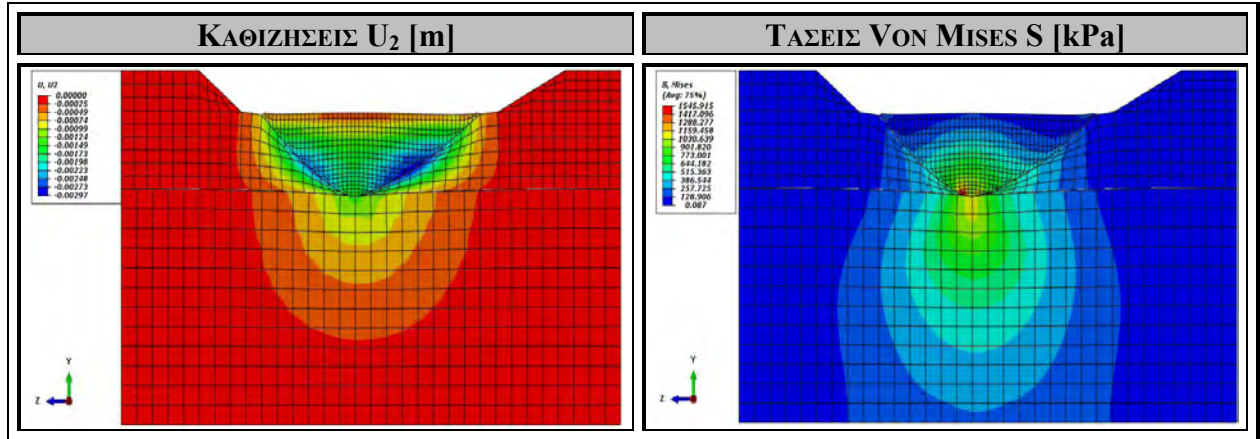 ΚΑΘΙΖΗΣΕΙΣ U2 [m]
ΤΑΣΕΙΣ VON MISES S [kPa]
U, U2
0.00000
-0.00025
-0.00049
-0.00074
-0.00099
-0.00124
-0.00149
-0.00173
-0.00198
-0.00223
-0.00248
-0.00273
-0.00297
Y
Z
S, Mises
(Avg: 75%)
1545.915
1417.096
1288.277
1159.458
1030.639
901.820
773.001
644.182
515.363
386.544
257.725
128.906
0.087
Y
Z